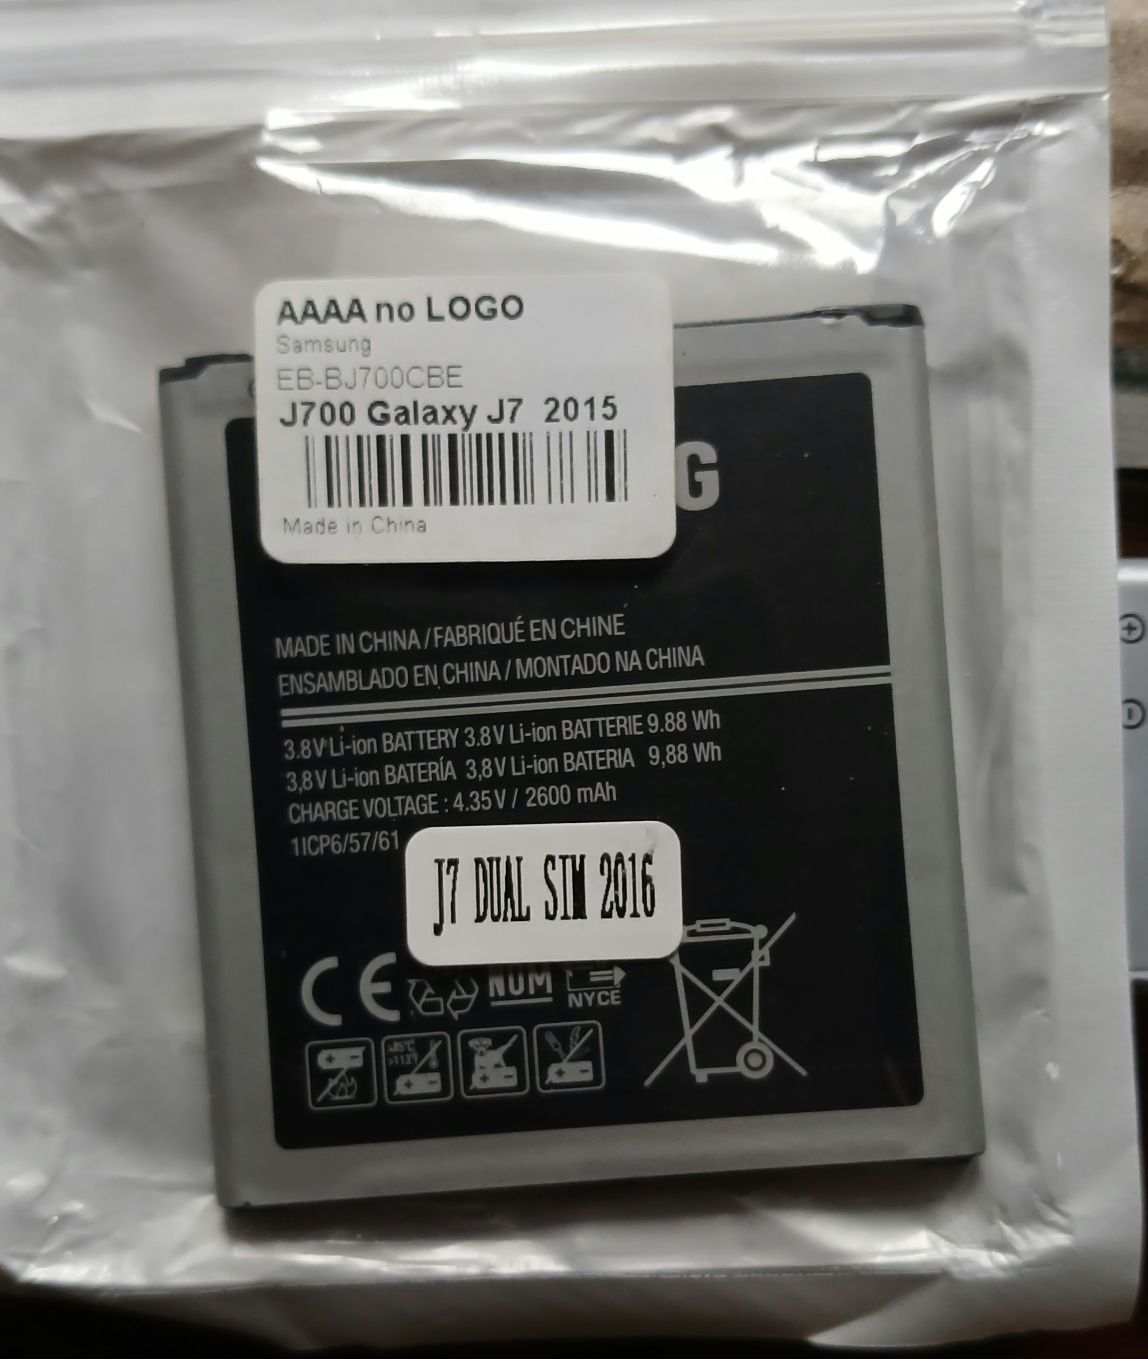 AAAA no LOGO
Samsung
EB-BJ700CBE
J700 Galaxy J7 2015
Made in China
G
MADE IN CHINA / FABRIQUÉ EN CHINE
ENSAMBLADO EN CHINA / MONTADO NA CHINA
3.8V Li-ion BATTERY 3.8V Li-ion BATTERIE 9.88 Wh
3,8V Li-ion BATERÍA 3,8V Li-ion BATERIA 9,88 Wh
CHARGE VOLTAGE : 4.35V / 2600 mAh
1ICP6/57/61
J7 DUAL SIM 2016
CE
NOM
NYCE